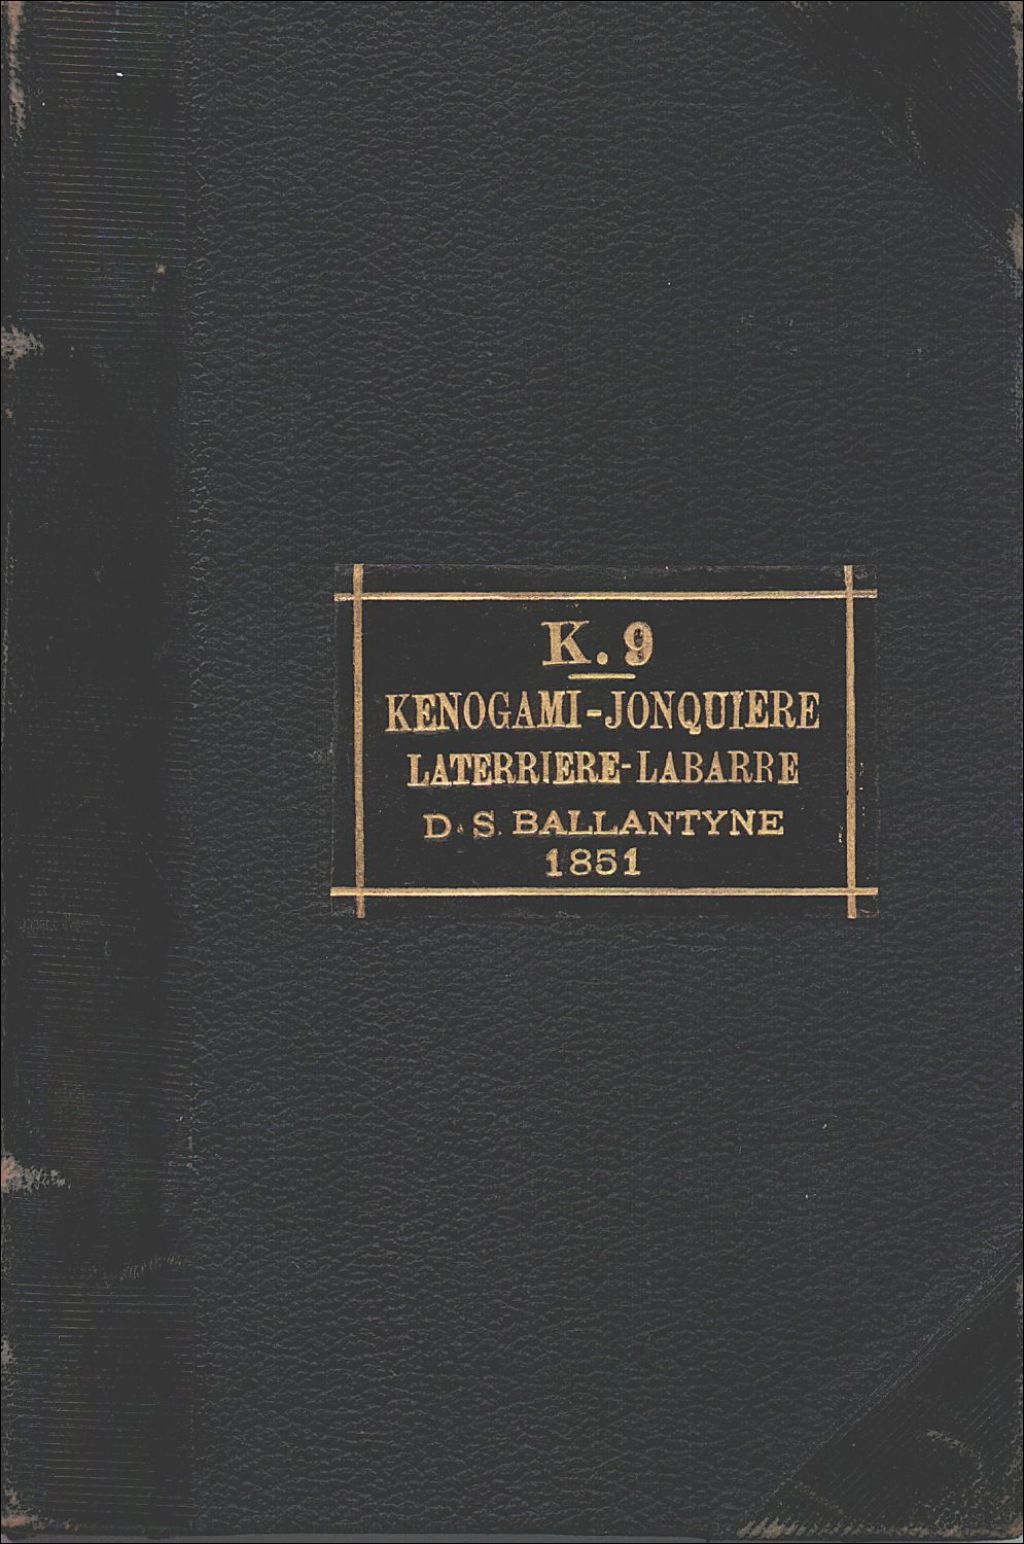 K. 9
KENOGAMI-JONQUIERE
LATERRIERE-LABARRE
D. S. BALLANTYNE
1851